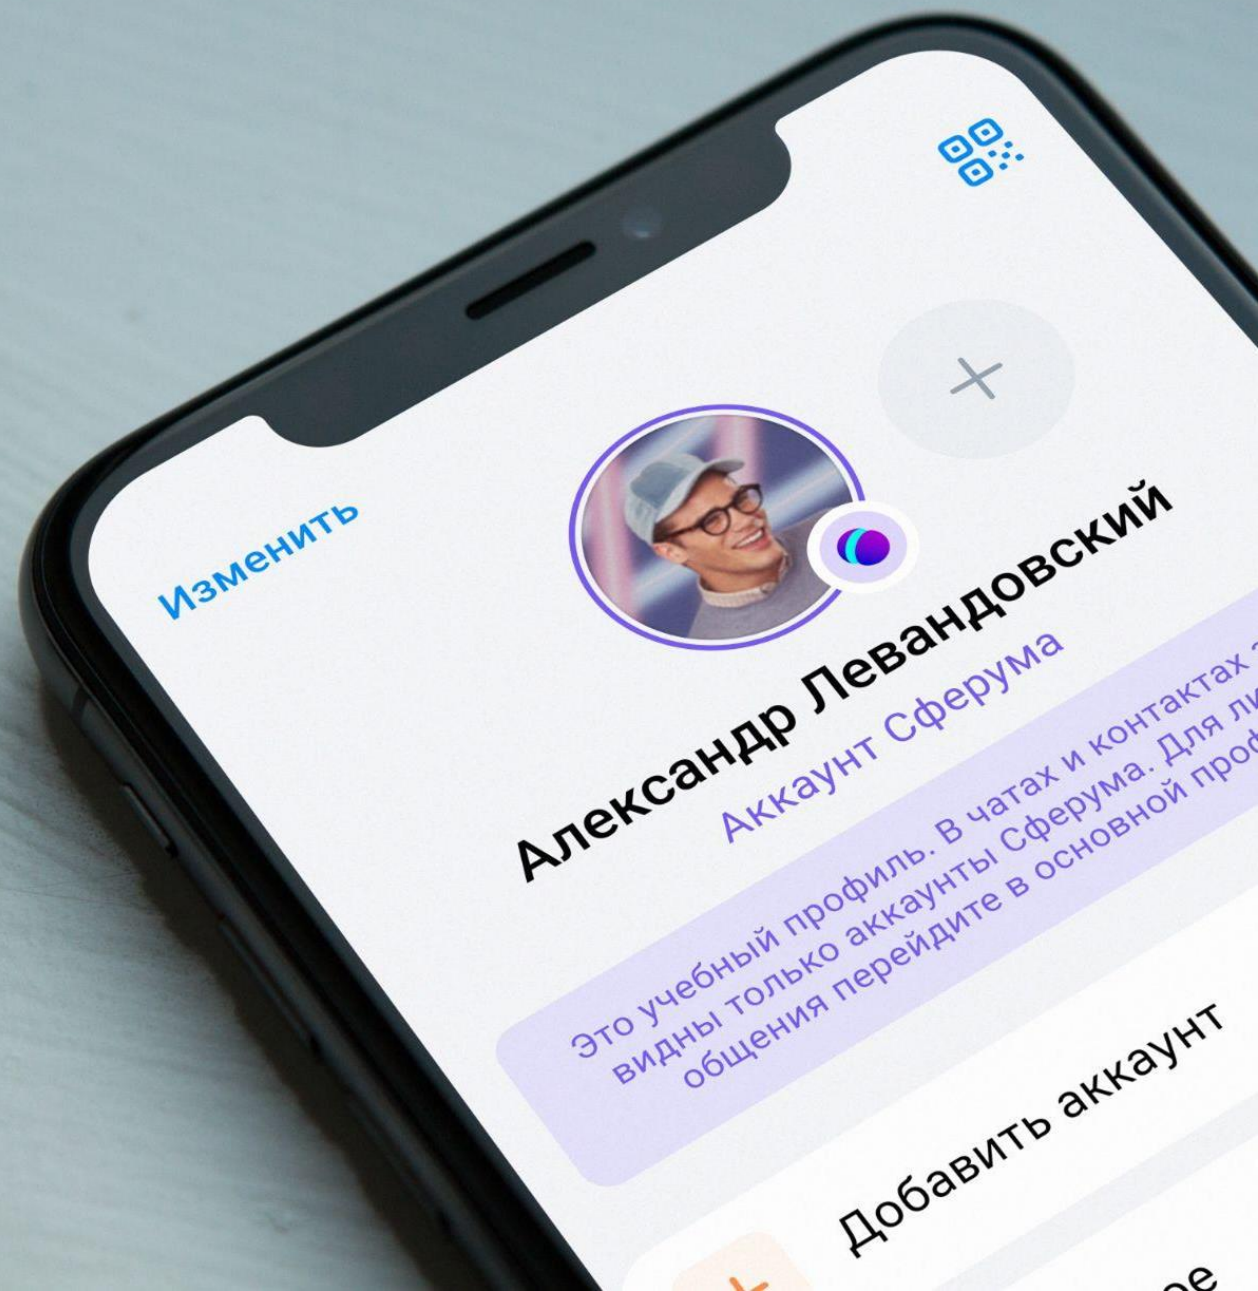 Изменить
Александр Левандовский
Аккаунт Сферума
Это учебный профиль. В чатах и контактах
видны только аккаунты Сферума. Для
общения перейдите в основной
Добавить аккаунт